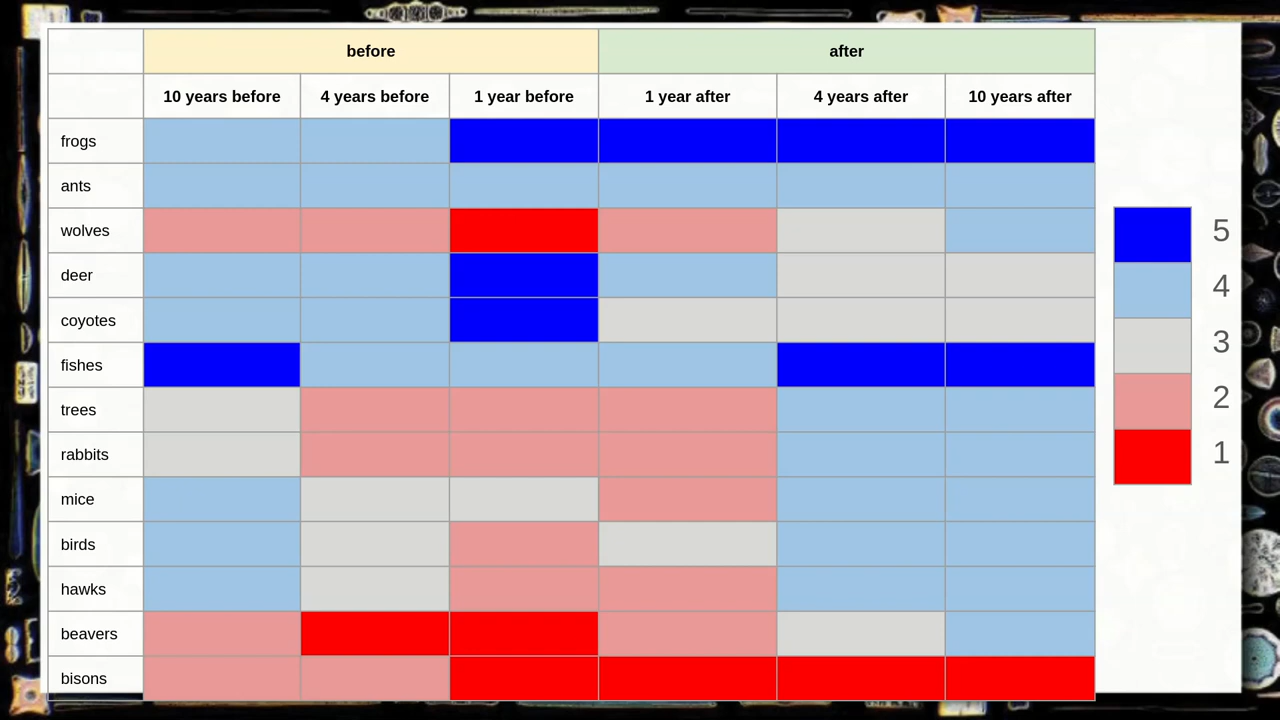 before after
10 years before 4 years before 1 year before 1 year after 4 years after 10 years after
frogs
ants
wolves
deer
coyotes
fishes
trees
rabbits
mice
birds
hawks
beavers
bisons
5
4
3
2
1